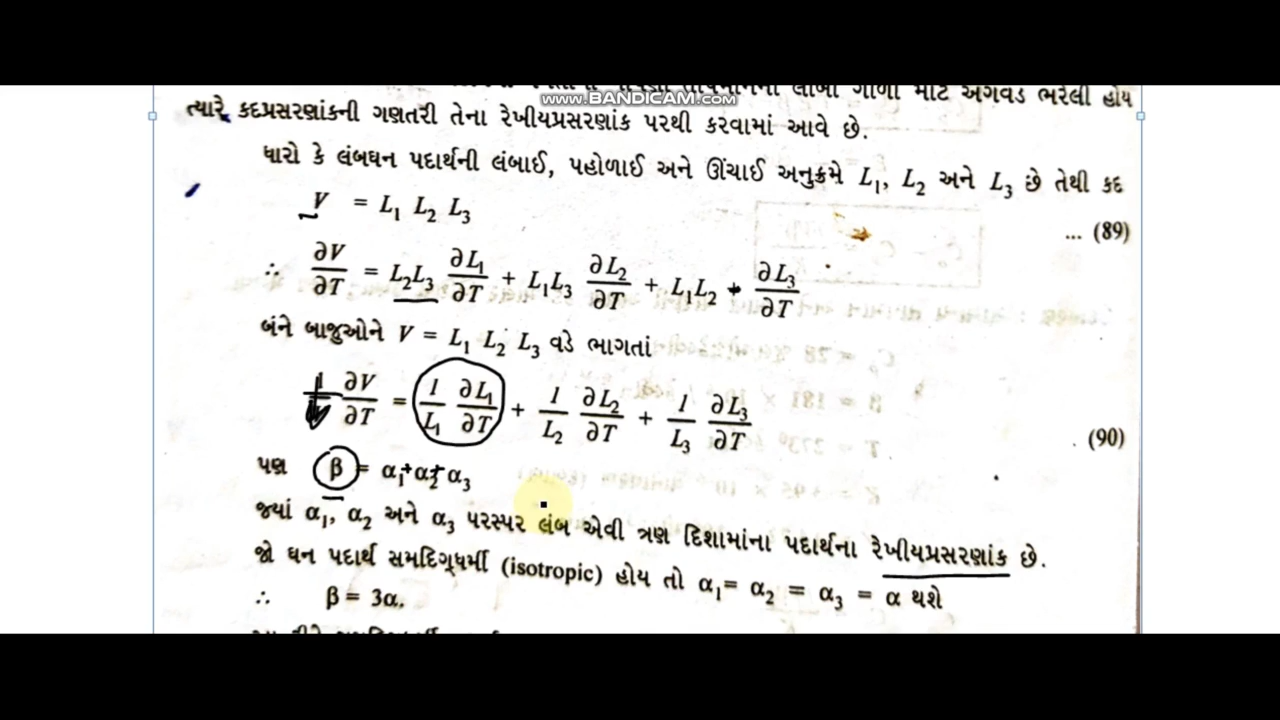 WWW.BANDICAM.COM
લાંબા ગાળા માટે અંગવડ ભરેલી હોય
ત્યારે કદપ્રસરણાંકની ગણતરી તેના રેખીયપ્રસરણાંક પરથી કરવામાં આવે છે.
ધારો કે લંબઘન પદાર્થની લંબાઈ, પહોળાઈ અને ઊંચાઈ અનુક્રમે L₁, L₂ અને L₃ છે તેથી કદ
V = L₁ L₂ L₃ ... (89)
∴ ∂V/∂T = L₂L₃ ∂L₁/∂T + L₁L₃ ∂L₂/∂T + L₁L₂ ∂L₃/∂T
બંને બાજુઓને V = L₁ L₂ L₃ વડે ભાગતાં
1/V ∂V/∂T = 1/L₁ ∂L₁/∂T + 1/L₂ ∂L₂/∂T + 1/L₃ ∂L₃/∂T . (90)
પણ β = α₁+α₂+α₃
જ્યાં α₁, α₂ અને α₃ પરસ્પર લંબ એવી ત્રણ દિશામાંના પદાર્થના રેખીયપ્રસરણાંક છે.
જો ઘન પદાર્થ સમદિગ્ધર્મી (isotropic) હોય તો α₁= α₂ = α₃ = α થશે
∴ β = 3α.